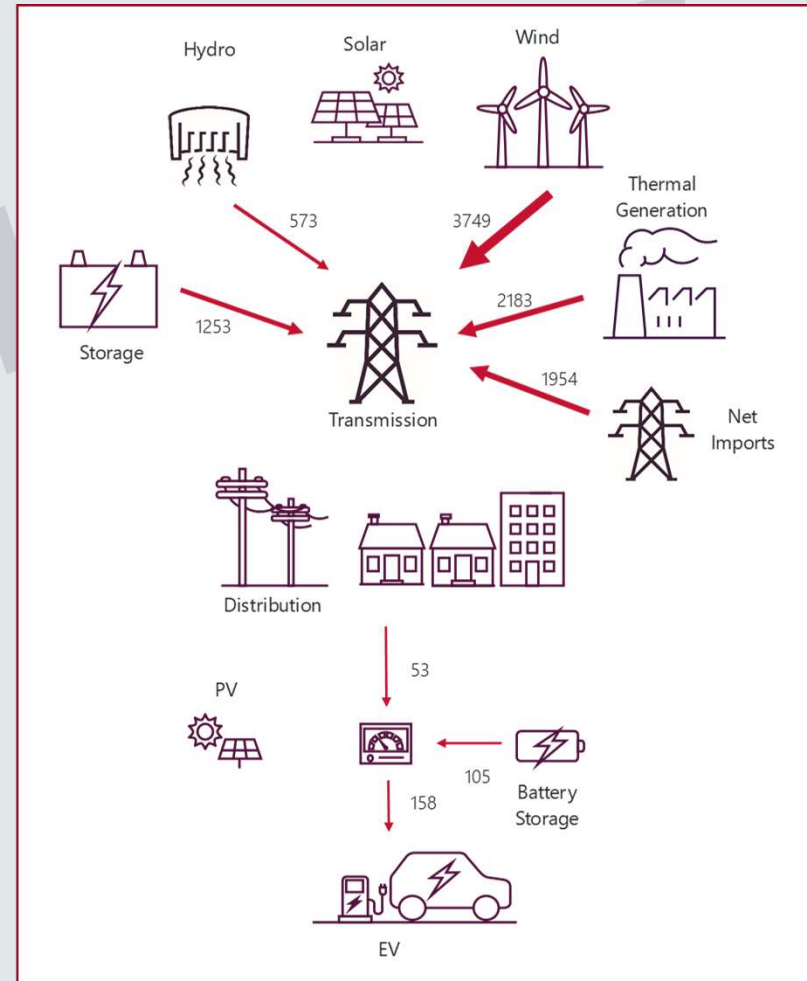 Hydro
Solar
Wind
Thermal
Generation
573
3749
2183
1253
Storage
1954
Transmission
Net
Imports
Distribution
53
PV
105
158
Battery
Storage
EV